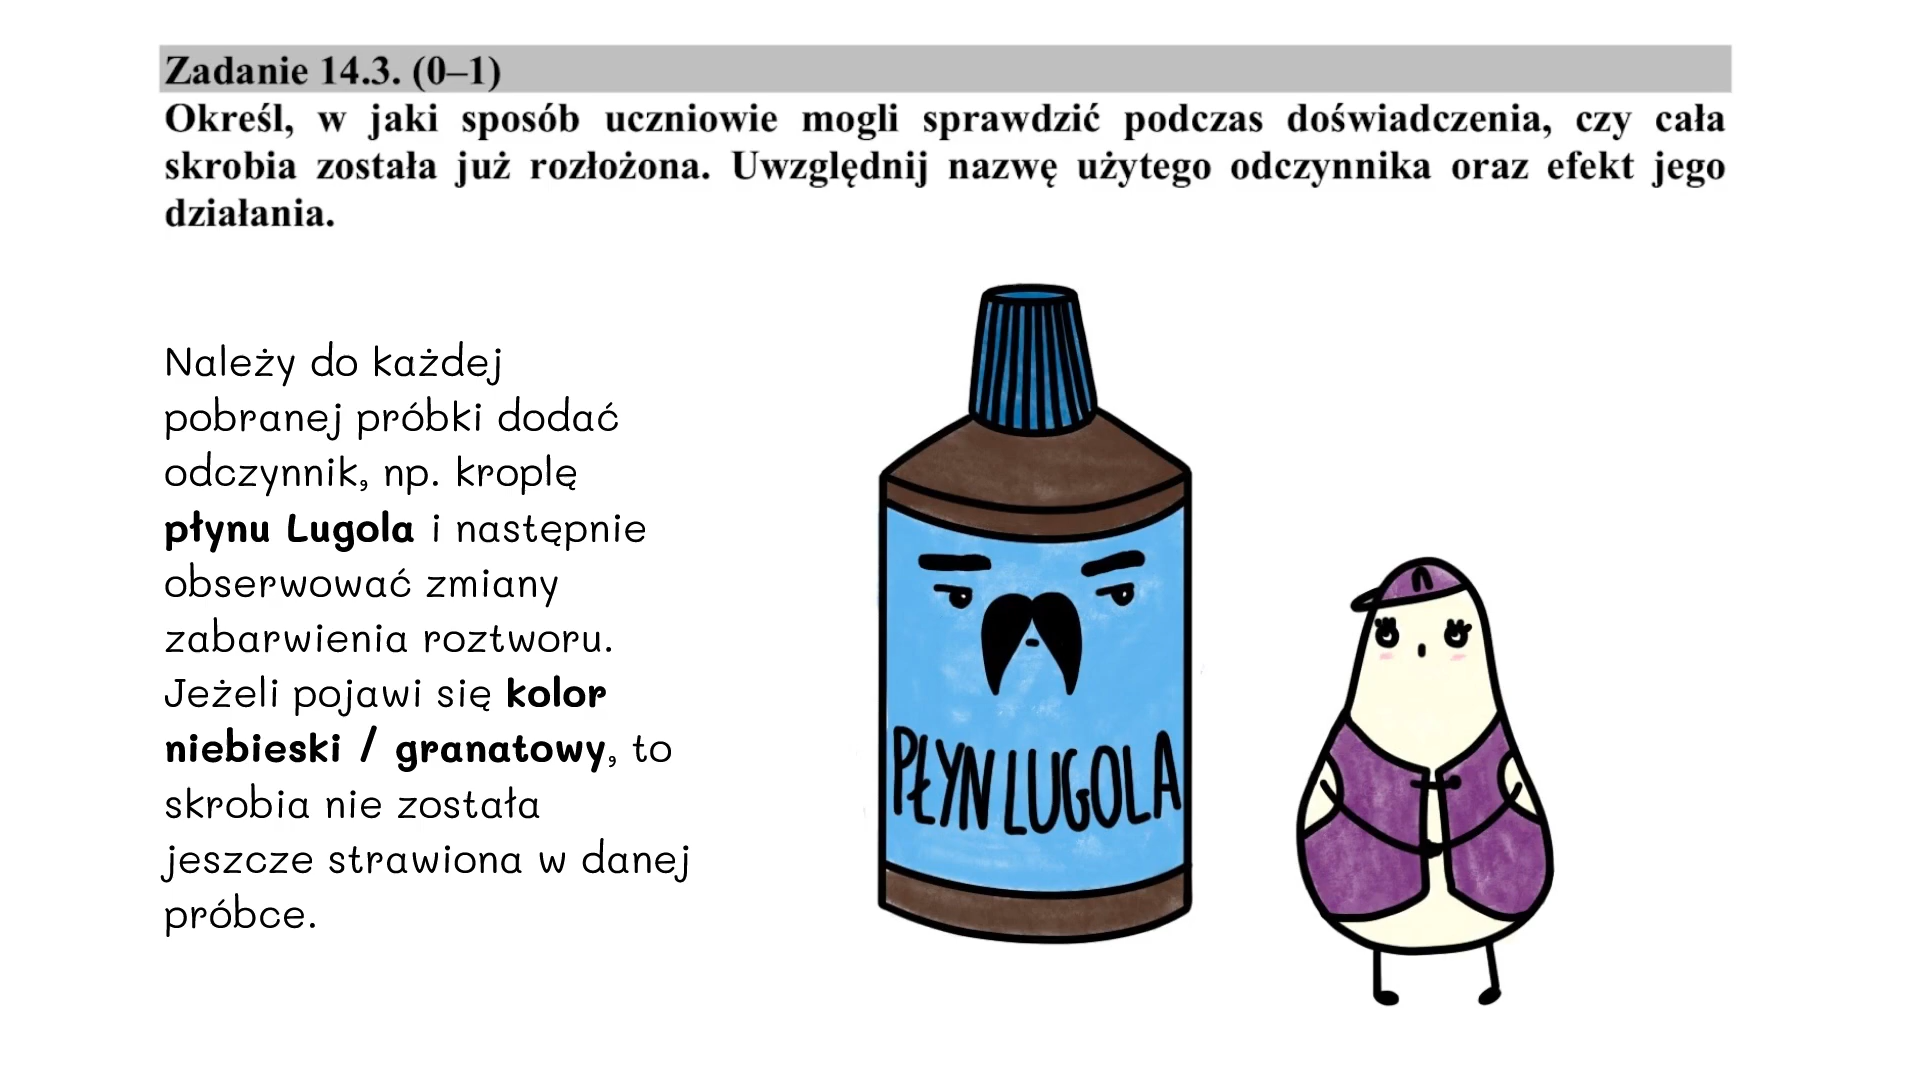 Zadanie 14.3. (0–1)
Określ, w jaki sposób uczniowie mogli sprawdzić podczas doświadczenia, czy cała
skrobia została już rozłożona. Uwzględnij nazwę użytego odczynnika oraz efekt jego
działania.
Należy do każdej
pobranej próbki dodać
odczynnik, np. kroplę
płynu Lugola i następnie
obserwować zmiany
zabarwienia roztworu.
Jeżeli pojawi się kolor
niebieski / granatowy, to
skrobia nie została
jeszcze strawiona w danej
próbce.
PŁYN LUGOLA